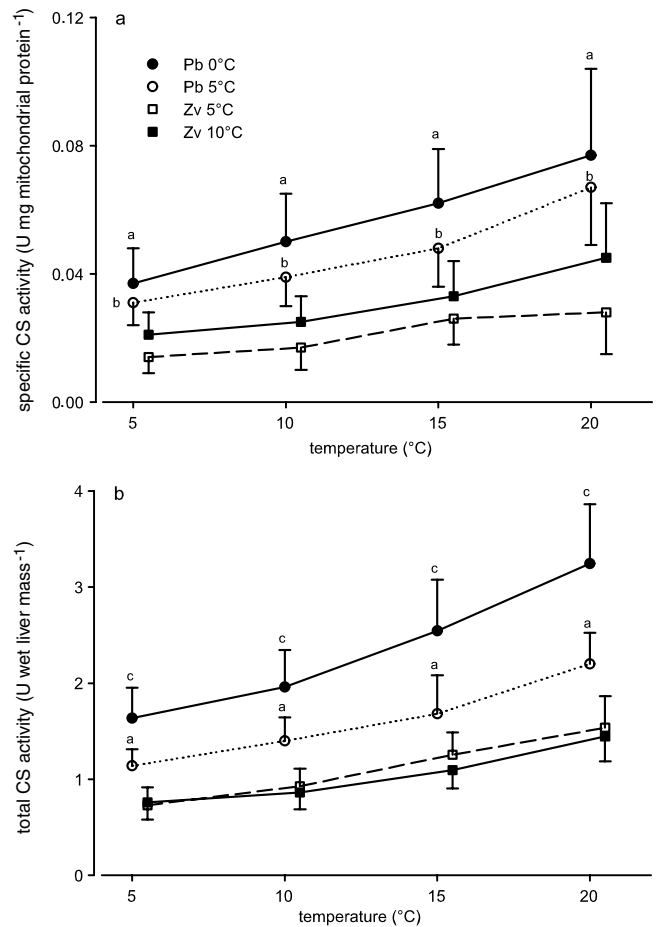 a
specific CS activity (U mg mitochondrial protein⁻¹)
0.12
0.08
0.04
0.00
Pb 0°C
Pb 5°C
Zv 5°C
Zv 10°C
a
a
a
a
b
b
b
b
5
10
15
20
temperature (°C)
b
total CS activity (U wet liver mass⁻¹)
4
3
2
1
0
c
c
c
c
a
a
a
a
5
10
15
20
temperature (°C)